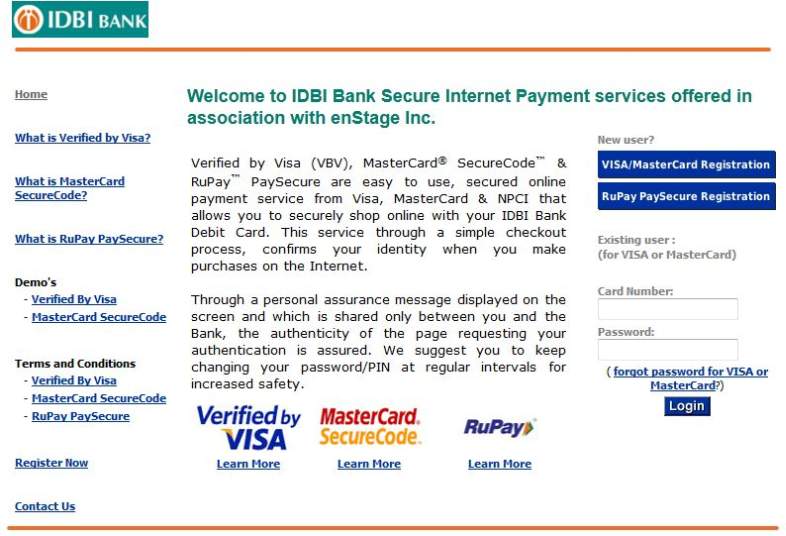 IDBI BANK
Home
What is Verified by Visa?
What is MasterCard
SecureCode?
What is RuPay PaySecure?
Demo's
- Verified By Visa
- MasterCard SecureCode
Terms and Conditions
- Verified By Visa
- MasterCard SecureCode
- RuPay PaySecure
Register Now
Contact Us
Welcome to IDBI Bank Secure Internet Payment services offered in
association with enStage Inc.
Verified by Visa (VBV), MasterCard® SecureCode™ &
RuPay™ PaySecure are easy to use, secured online
payment service from Visa, MasterCard & NPCI that
allows you to securely shop online with your IDBI Bank
Debit Card. This service through a simple checkout
process, confirms your identity when you make
purchases on the Internet.
Through a personal assurance message displayed on the
screen and which is shared only between you and the
Bank, the authenticity of the page requesting your
authentication is assured. We suggest you to keep
changing your password/PIN at regular intervals for
increased safety.
Verified by
VISA
Learn More
MasterCard.
SecureCode.
Learn More
RuPay
Learn More
New user?
VISA/MasterCard Registration
RuPay PaySecure Registration
Existing user :
(for VISA or MasterCard)
Card Number:
Password:
( forgot password for VISA or
MasterCard?)
Login